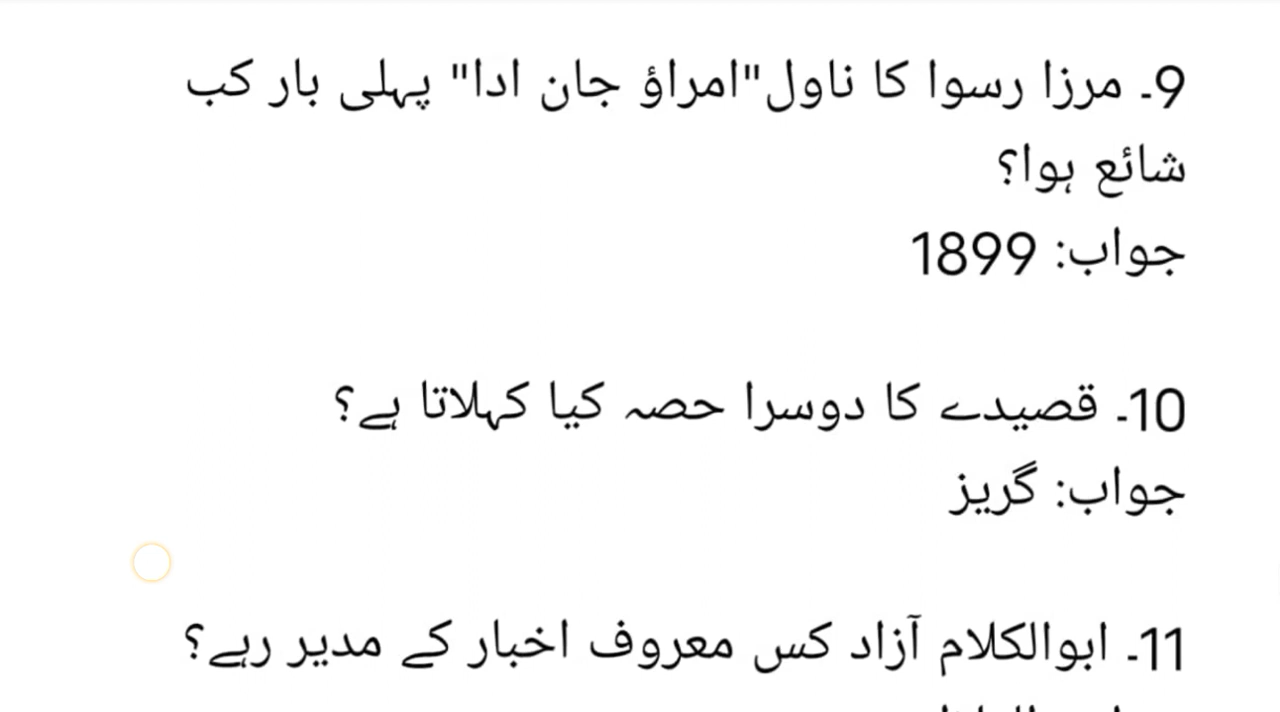 9۔ مرزا رسوا کا ناول"امراؤ جان ادا" پہلی بار کب
شائع ہوا؟
جواب: 1899
10۔ قصیدے کا دوسرا حصہ کیا کہلاتا ہے؟
جواب: گریز
11۔ ابوالکلام آزاد کس معروف اخبار کے مدیر رہے؟